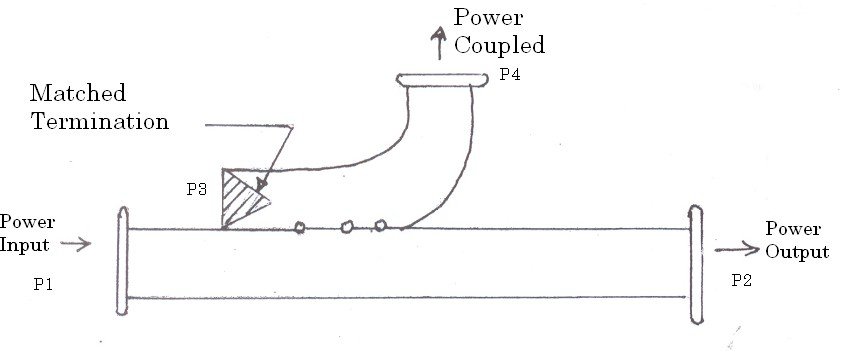 Power
Coupled
P4
Matched
Termination
P3
Power
Input
P1
Power
Output
P2